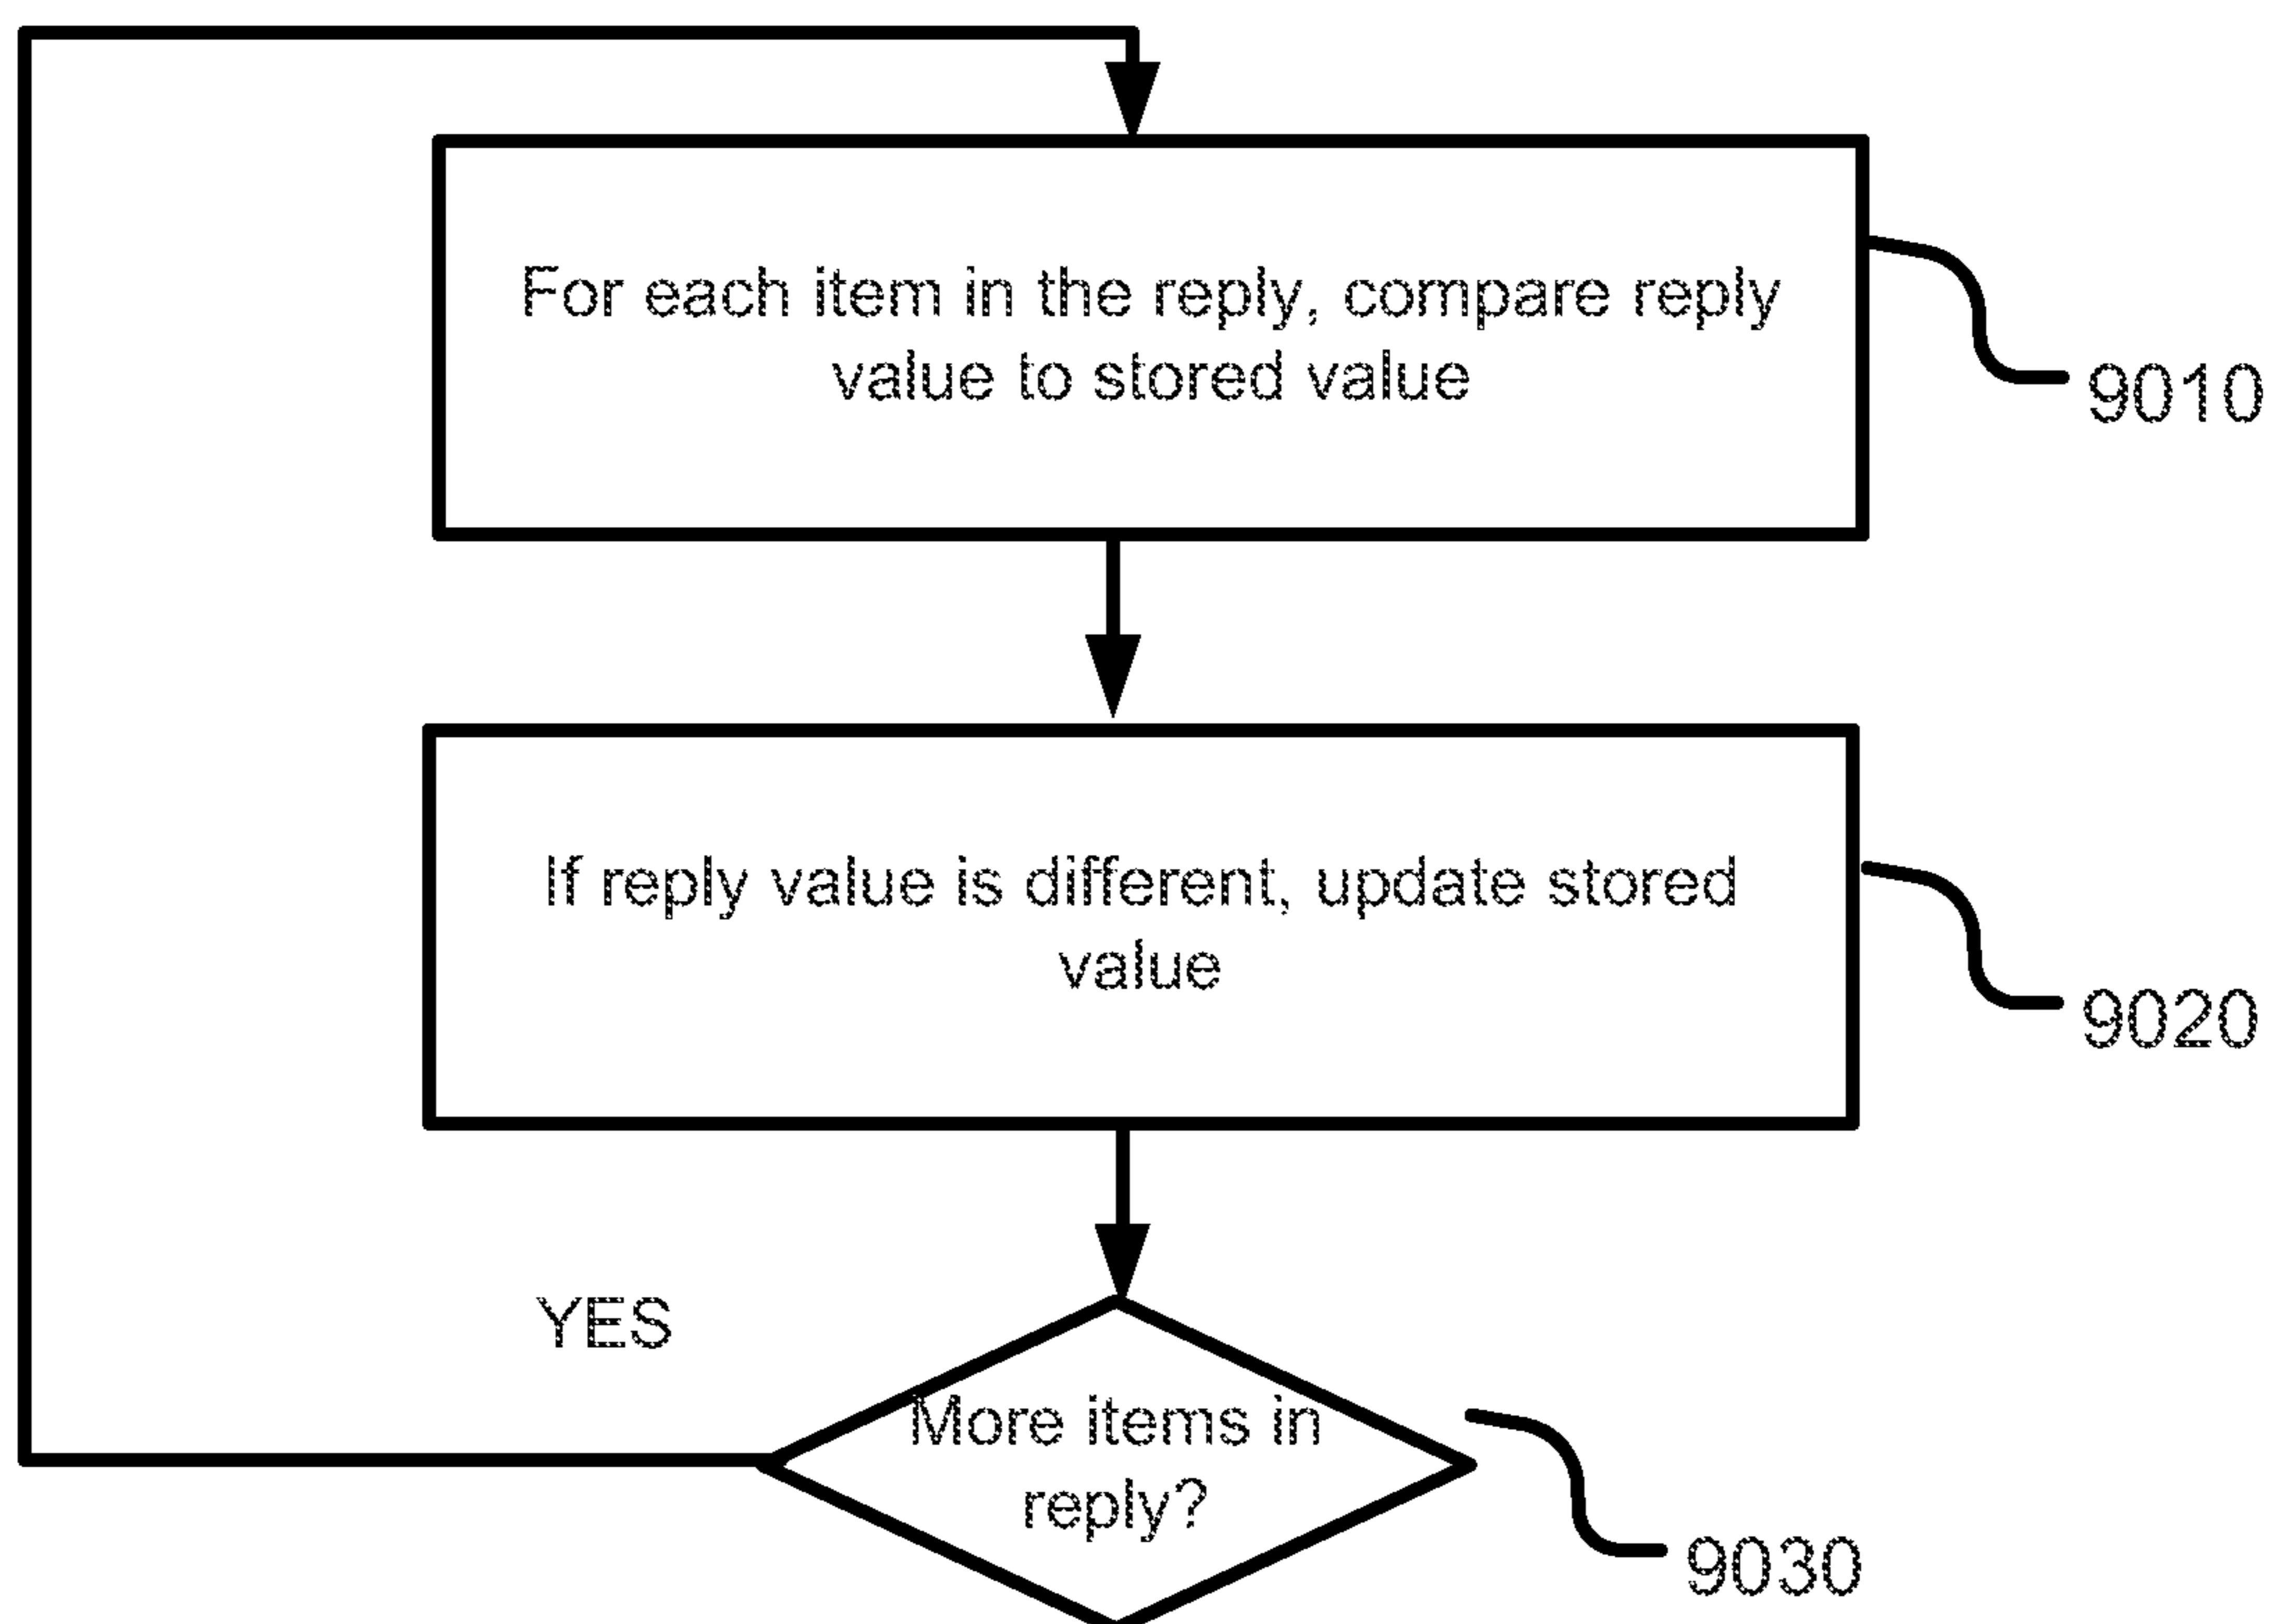 For each item in the reply, compare reply
value to stored value
9010
If reply value is different, update stored
value
9020
YES
More items in
reply?
9030